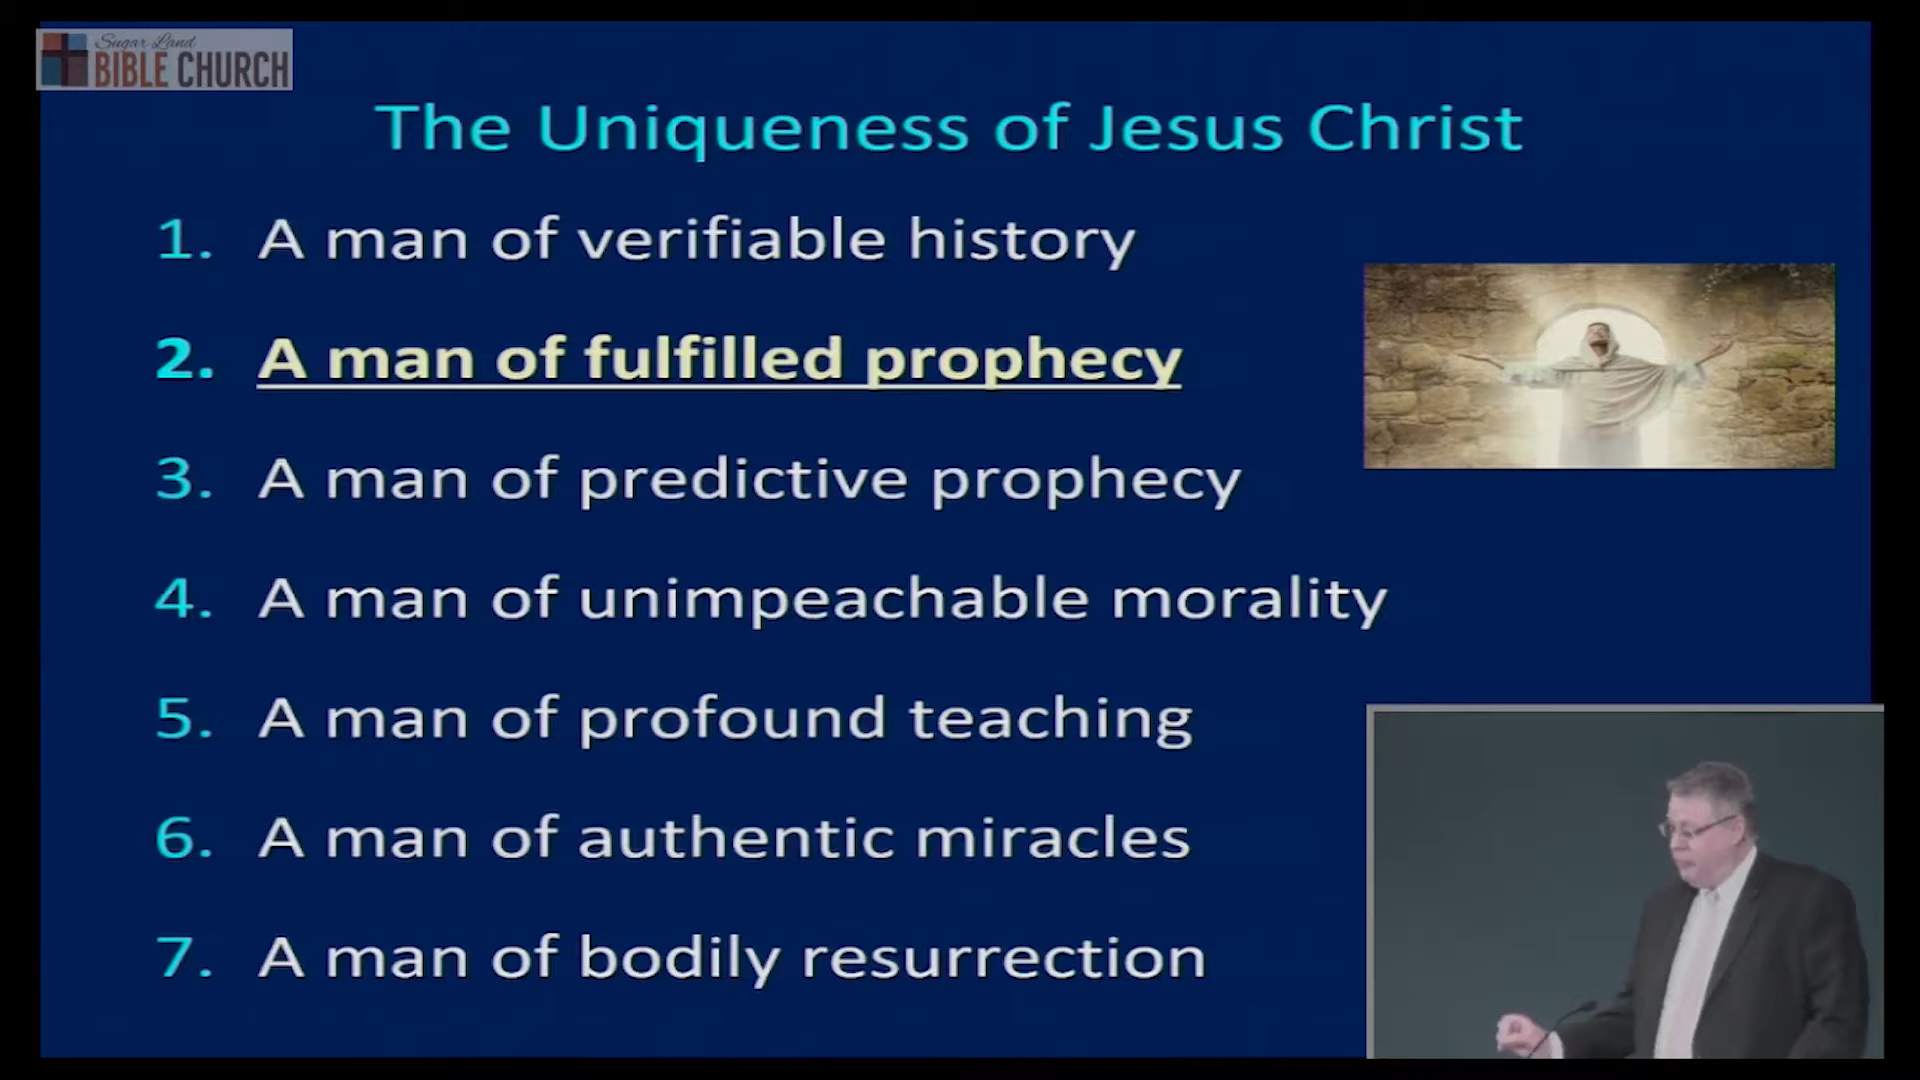 Sugar Land
BIBLE CHURCH
The Uniqueness of Jesus Christ
1. A man of verifiable history
2. A man of fulfilled prophecy
3. A man of predictive prophecy
4. A man of unimpeachable morality
5. A man of profound teaching
6. A man of authentic miracles
7. A man of bodily resurrection